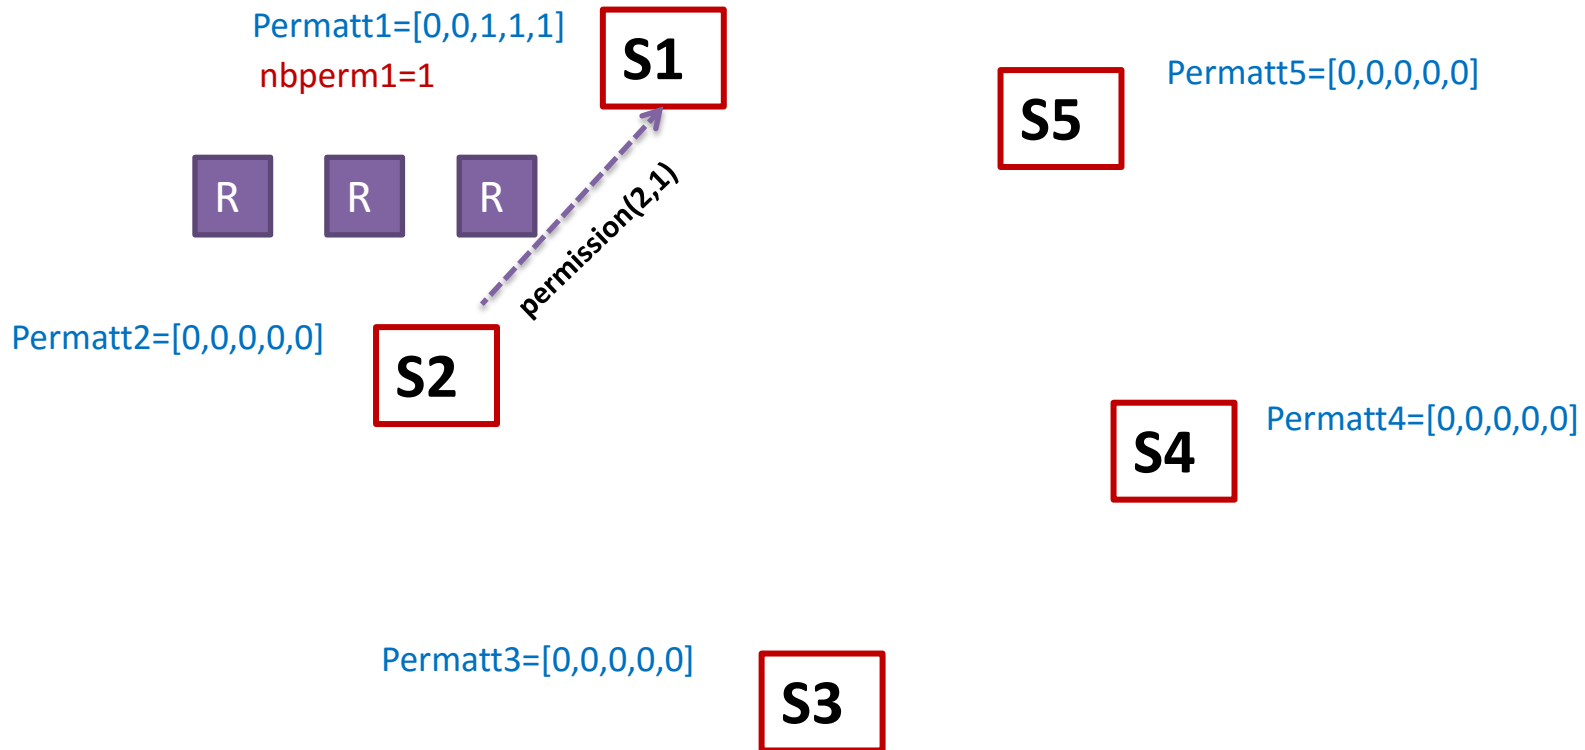 Permatt1=[0,0,1,1,1]
S1
nbperm1=1
S5
Permatt5=[0,0,0,0,0]
R
R
R
permission(2,1)
Permatt2=[0,0,0,0,0]
S2
S4
Permatt4=[0,0,0,0,0]
Permatt3=[0,0,0,0,0]
S3